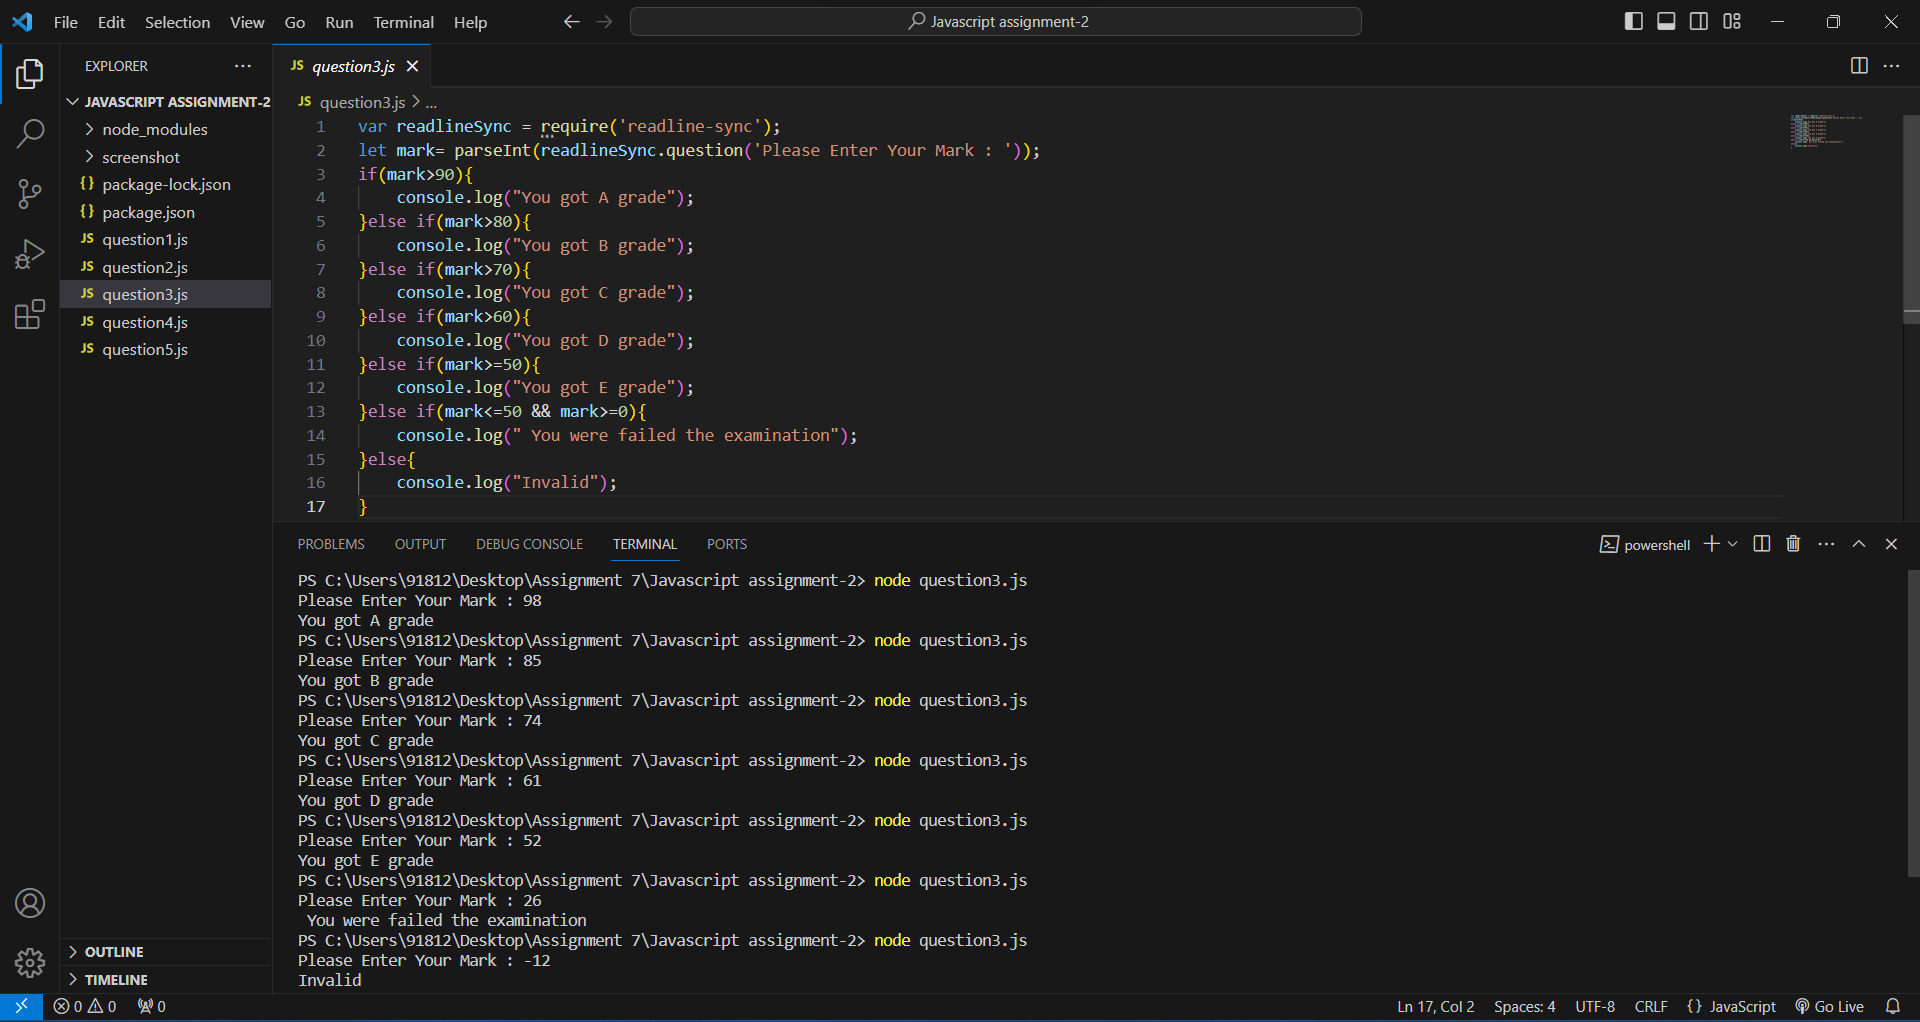 File Edit Selection View Go Run Terminal Help
Javascript assignment-2
EXPLORER
JAVASCRIPT ASSIGNMENT-2
node_modules
screenshot
{} package-lock.json
{} package.json
JS question1.js
JS question2.js
JS question3.js
JS question4.js
JS question5.js
OUTLINE
TIMELINE
JS question3.js
JS question3.js > ...
1 var readlineSync = require('readline-sync');
2 let mark= parseInt(readlineSync.question('Please Enter Your Mark : '));
3 if(mark>90){
4     console.log("You got A grade");
5 }else if(mark>80){
6     console.log("You got B grade");
7 }else if(mark>70){
8     console.log("You got C grade");
9 }else if(mark>60){
10     console.log("You got D grade");
11 }else if(mark>=50){
12     console.log("You got E grade");
13 }else if(mark<=50 && mark>=0){
14     console.log(" You were failed the examination");
15 }else{
16     console.log("Invalid");
17 }
PROBLEMS OUTPUT DEBUG CONSOLE TERMINAL PORTS
powershell
PS C:\Users\91812\Desktop\Assignment 7\Javascript assignment-2> node question3.js
Please Enter Your Mark : 98
You got A grade
PS C:\Users\91812\Desktop\Assignment 7\Javascript assignment-2> node question3.js
Please Enter Your Mark : 85
You got B grade
PS C:\Users\91812\Desktop\Assignment 7\Javascript assignment-2> node question3.js
Please Enter Your Mark : 74
You got C grade
PS C:\Users\91812\Desktop\Assignment 7\Javascript assignment-2> node question3.js
Please Enter Your Mark : 61
You got D grade
PS C:\Users\91812\Desktop\Assignment 7\Javascript assignment-2> node question3.js
Please Enter Your Mark : 52
You got E grade
PS C:\Users\91812\Desktop\Assignment 7\Javascript assignment-2> node question3.js
Please Enter Your Mark : 26
 You were failed the examination
PS C:\Users\91812\Desktop\Assignment 7\Javascript assignment-2> node question3.js
Please Enter Your Mark : -12
Invalid
0 0 0
Ln 17, Col 2 Spaces: 4 UTF-8 CRLF {} JavaScript Go Live